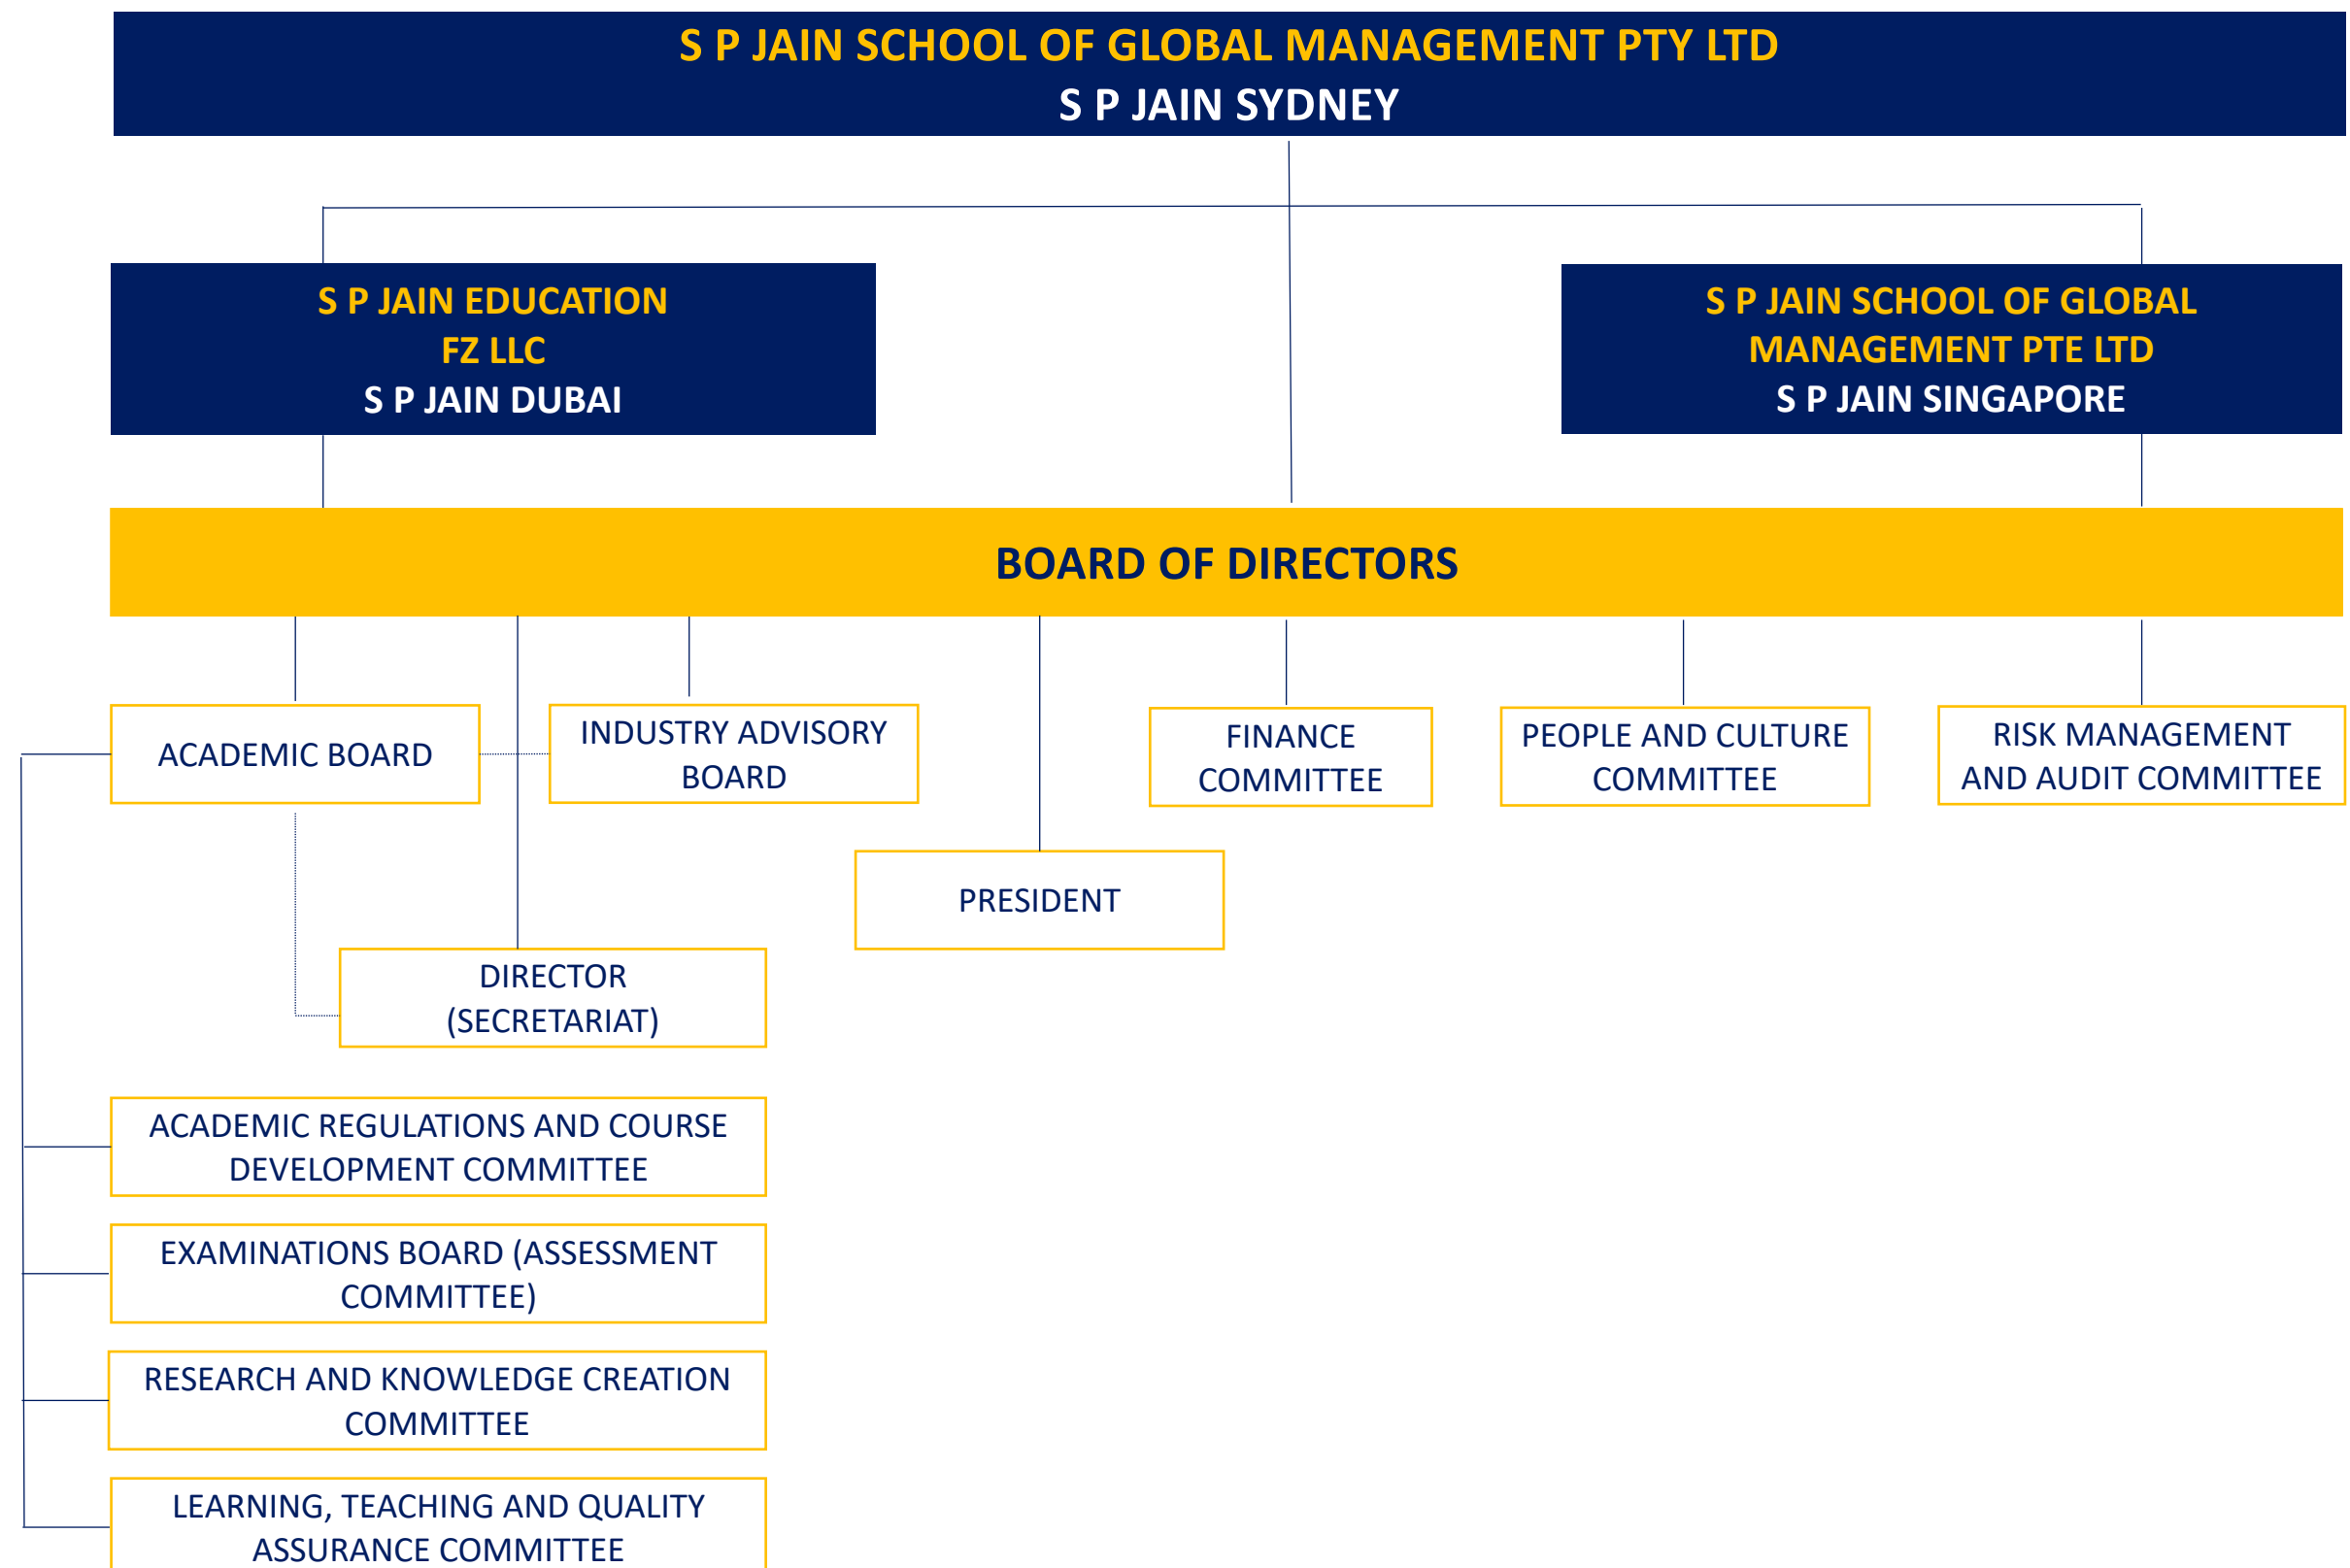 S P JAIN SCHOOL OF GLOBAL MANAGEMENT PTY LTD
S P JAIN SYDNEY
S P JAIN EDUCATION
FZ LLC
S P JAIN DUBAI
S P JAIN SCHOOL OF GLOBAL
MANAGEMENT PTE LTD
S P JAIN SINGAPORE
BOARD OF DIRECTORS
ACADEMIC BOARD
INDUSTRY ADVISORY
BOARD
FINANCE
COMMITTEE
PEOPLE AND CULTURE
COMMITTEE
RISK MANAGEMENT
AND AUDIT COMMITTEE
PRESIDENT
DIRECTOR
(SECRETARIAT)
ACADEMIC REGULATIONS AND COURSE
DEVELOPMENT COMMITTEE
EXAMINATIONS BOARD (ASSESSMENT
COMMITTEE)
RESEARCH AND KNOWLEDGE CREATION
COMMITTEE
LEARNING, TEACHING AND QUALITY
ASSURANCE COMMITTEE